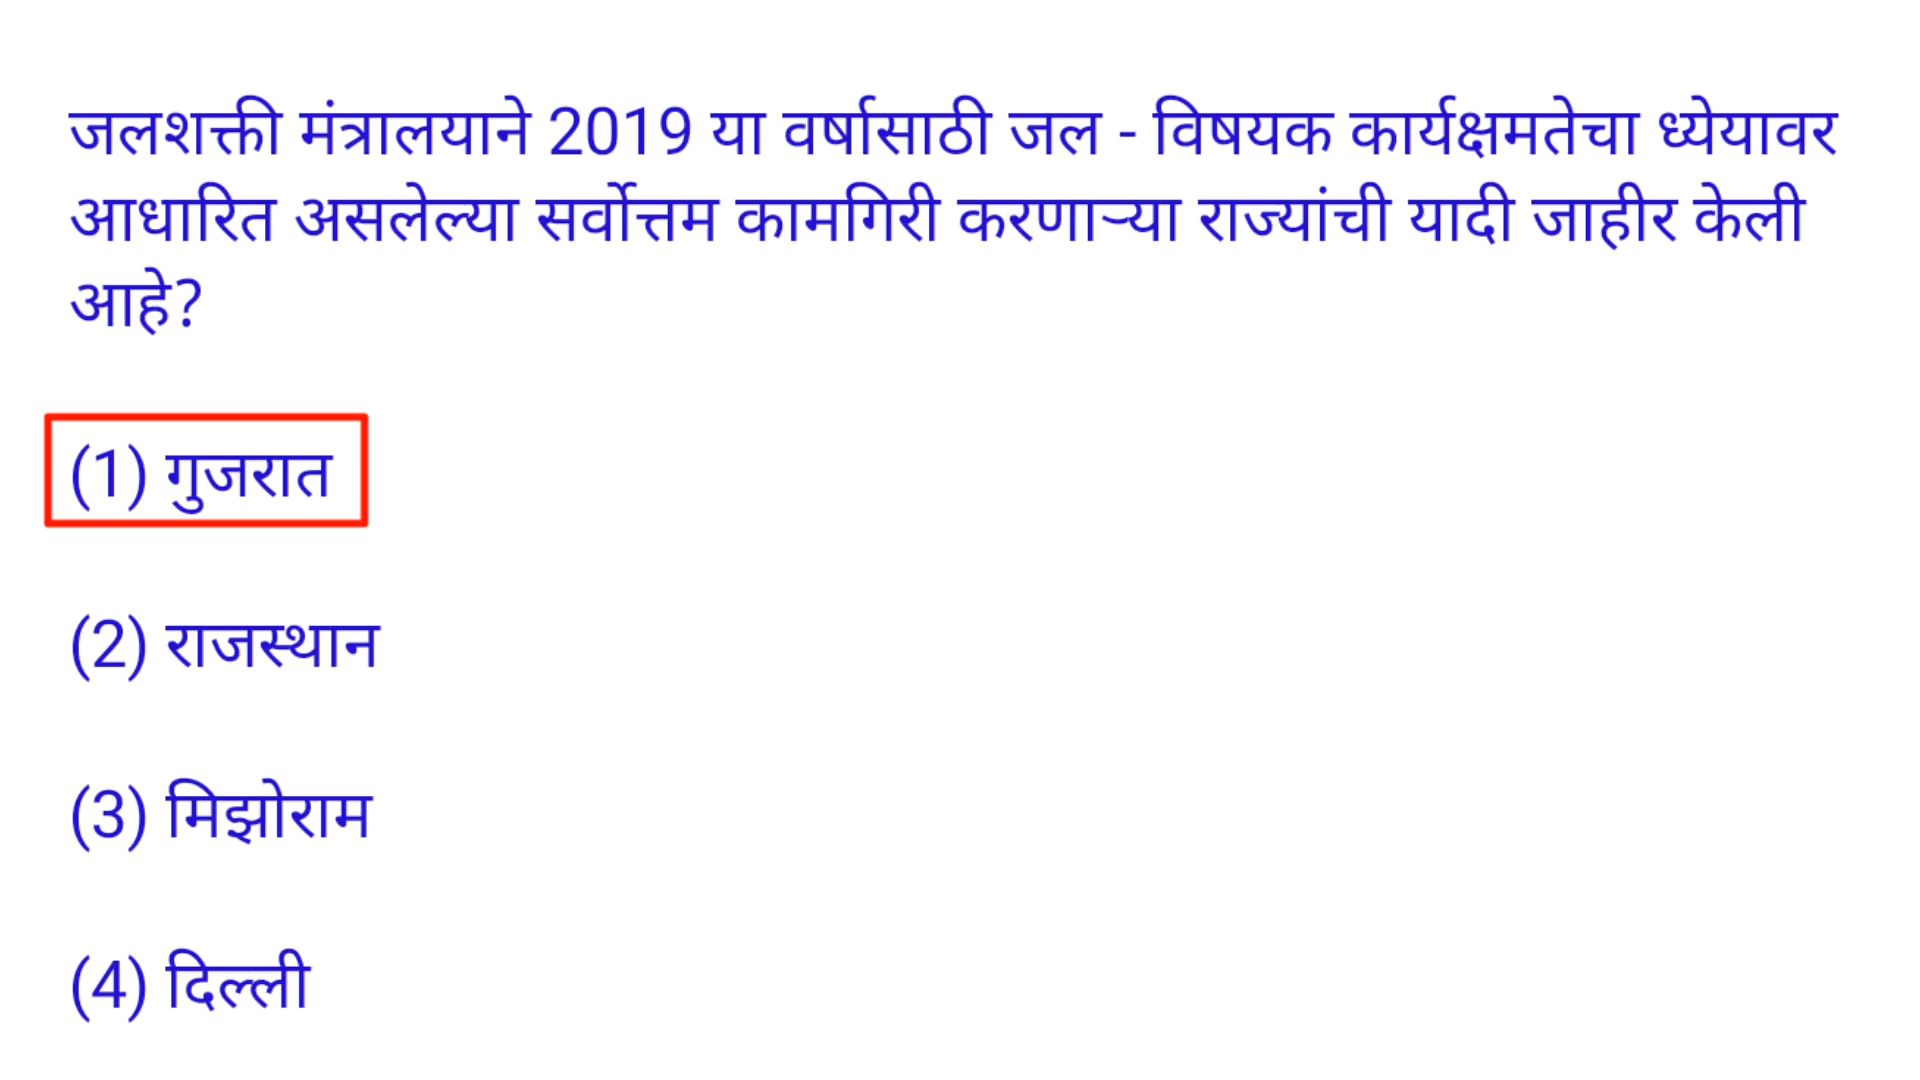 जलशक्ती मंत्रालयाने 2019 या वर्षासाठी जल - विषयक कार्यक्षमतेचा ध्येयावर
आधारित असलेल्या सर्वोत्तम कामगिरी करणाऱ्या राज्यांची यादी जाहीर केली
आहे?
(1) गुजरात
(2) राजस्थान
(3) मिझोराम
(4) दिल्ली